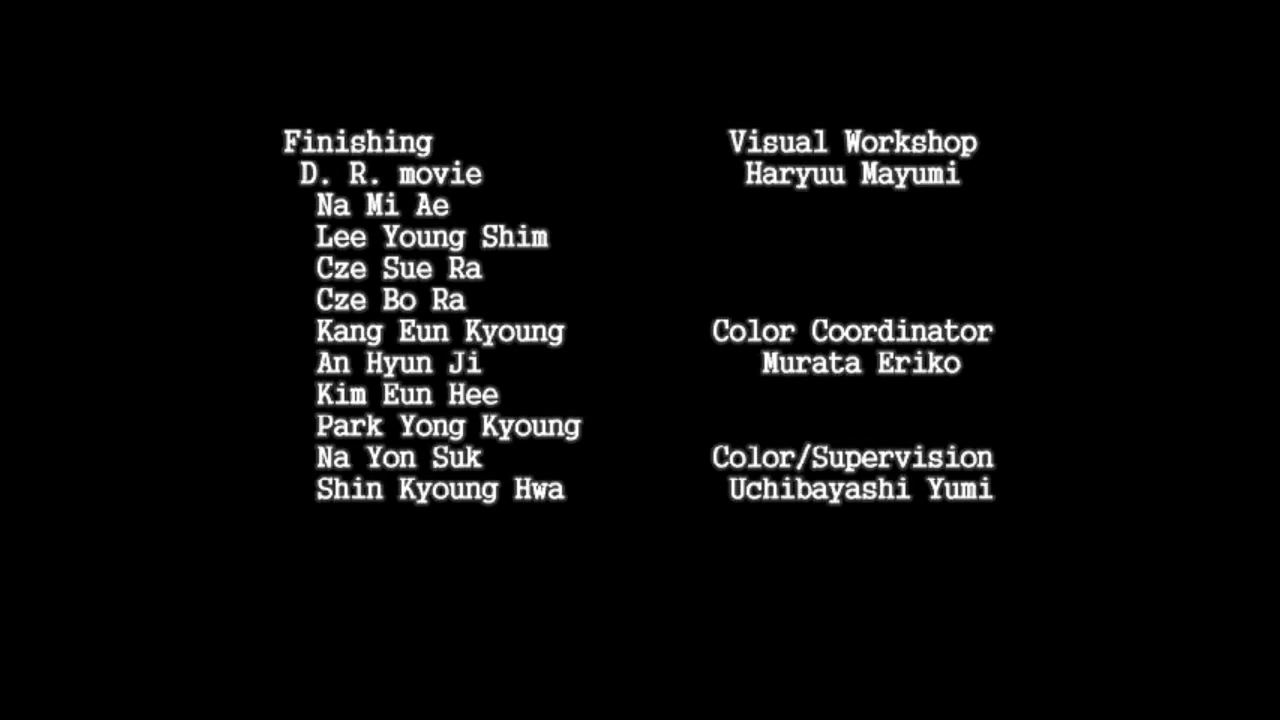 Finishing
D. R. movie
Na Mi Ae
Lee Young Shim
Cze Sue Ra
Cze Bo Ra
Kang Eun Kyoung
An Hyun Ji
Kim Eun Hee
Park Yong Kyoung
Na Yon Suk
Shin Kyoung Hwa
Visual Workshop
Haryuu Mayumi
Color Coordinator
Murata Eriko
Color/Supervision
Uchibayashi Yumi